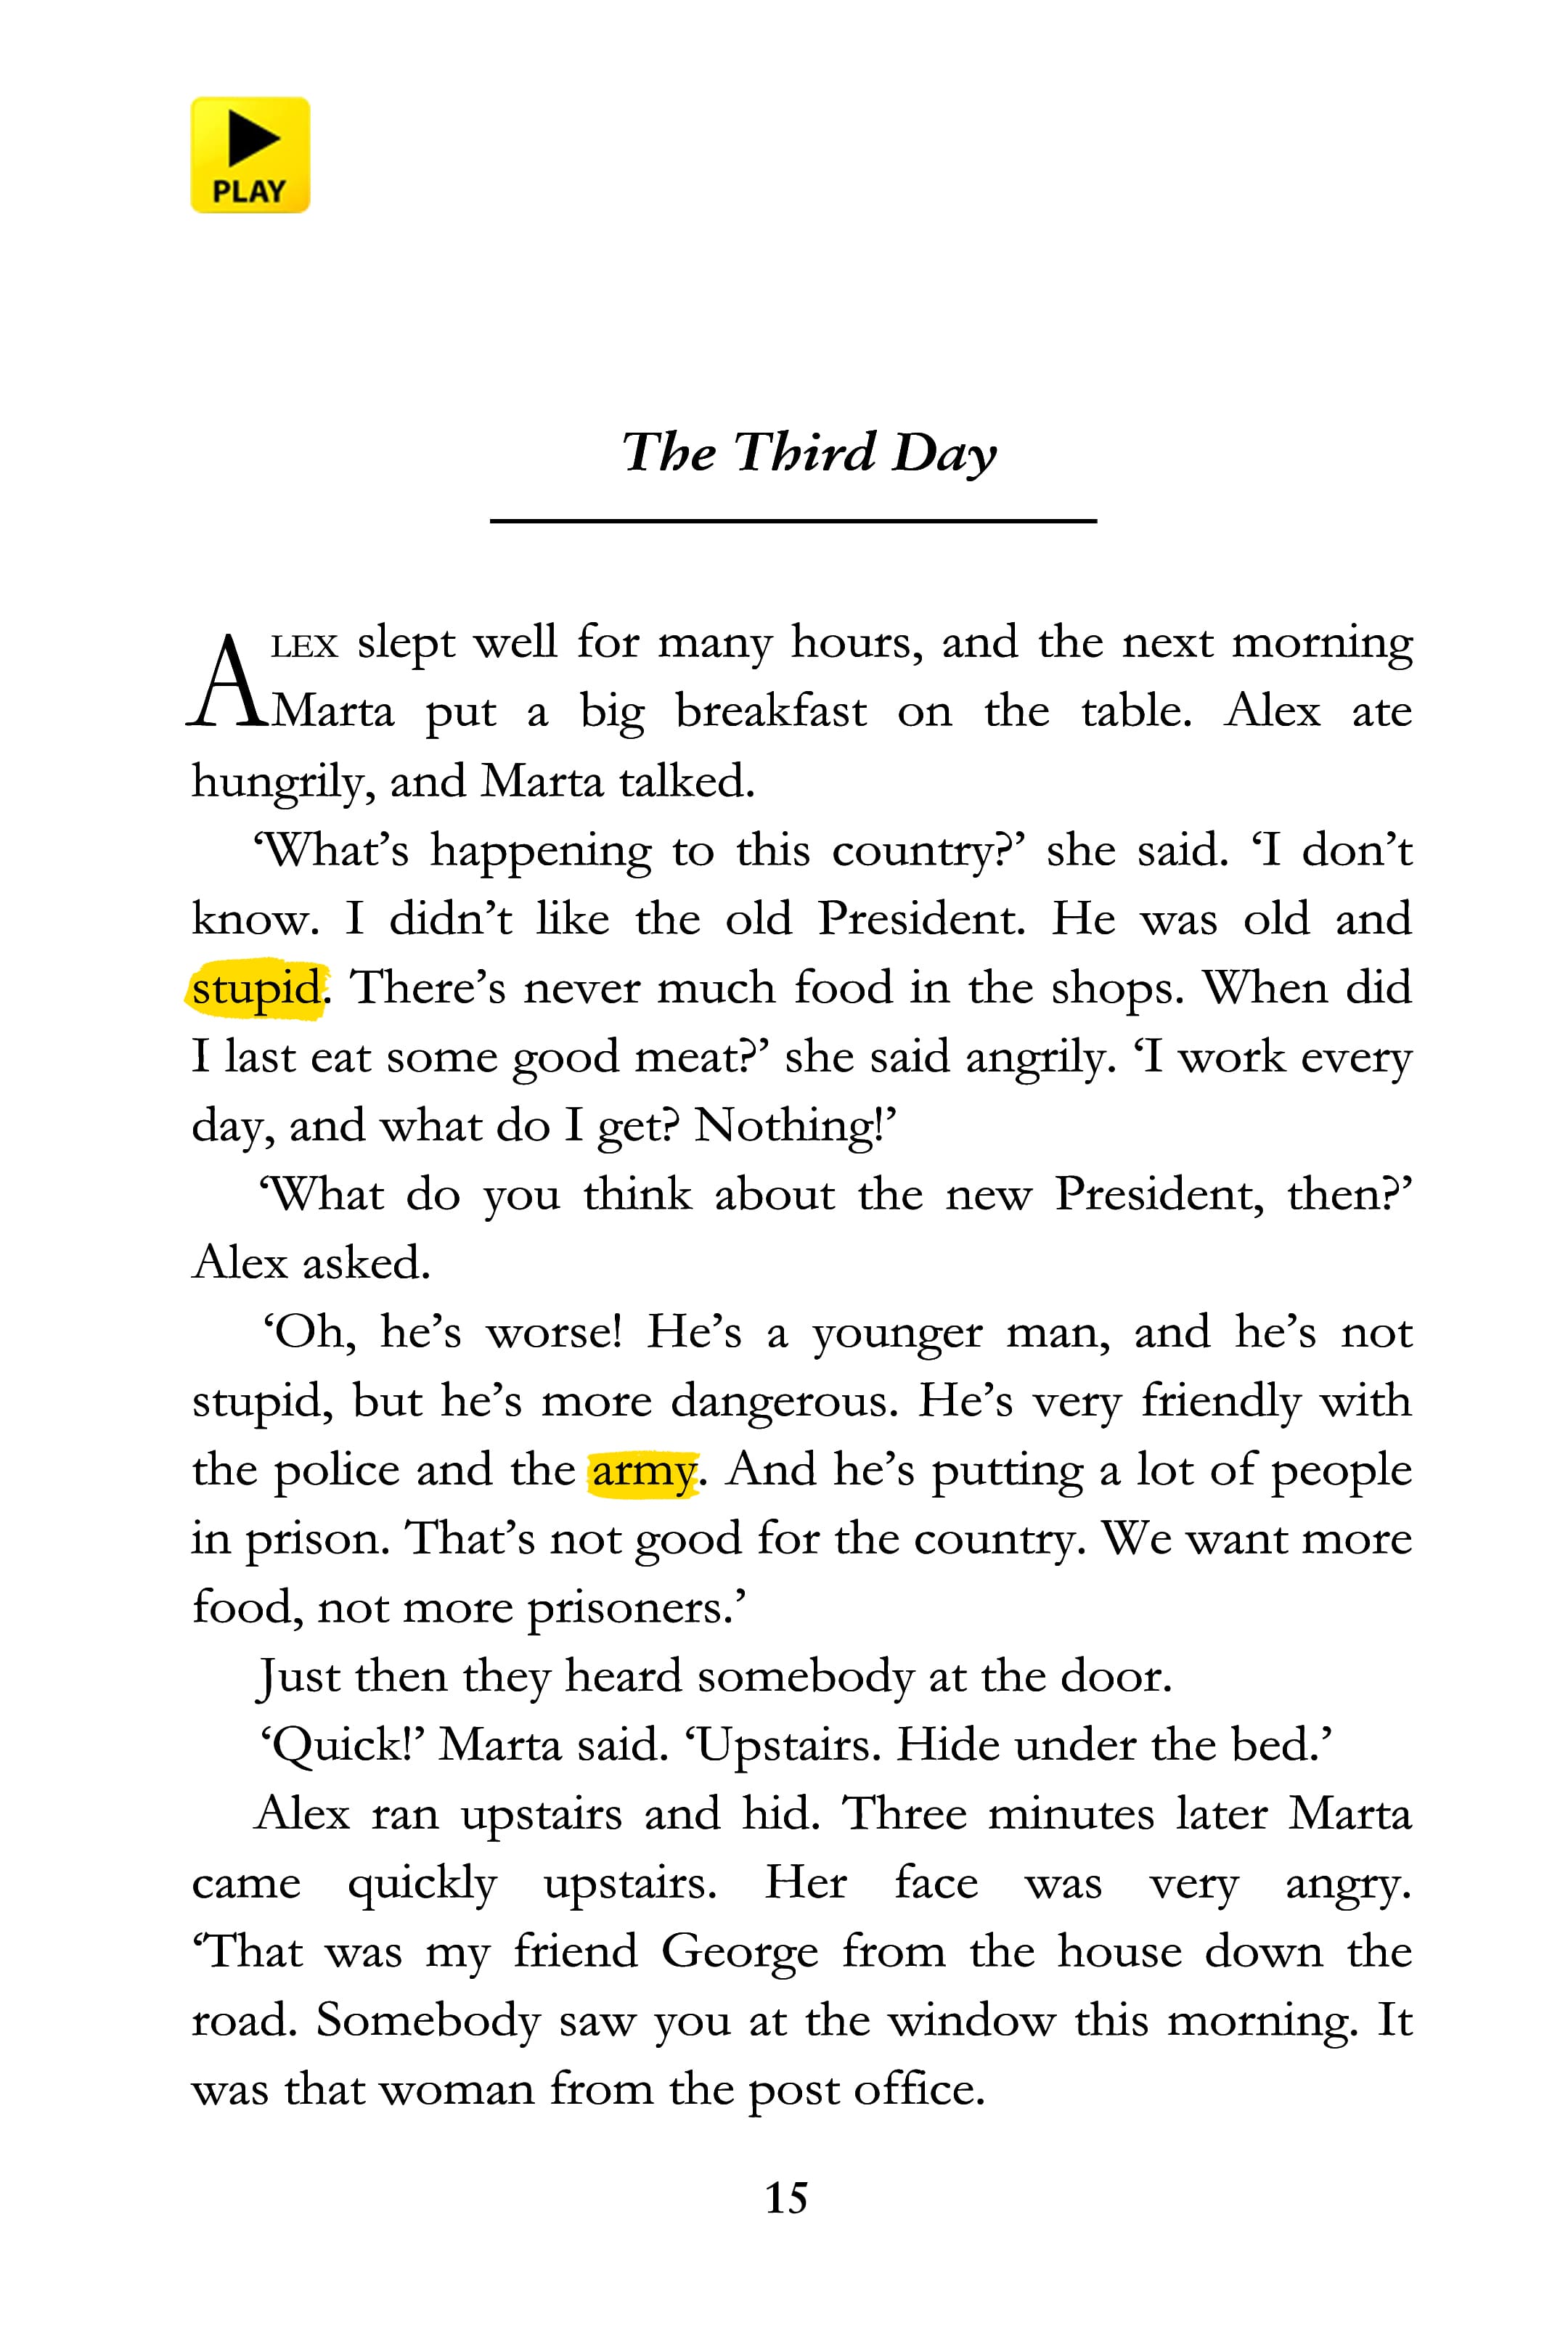 PLAY
The Third Day
ALEX slept well for many hours, and the next morning
Marta put a big breakfast on the table. Alex ate
hungrily, and Marta talked.
‘What’s happening to this country?’ she said. ‘I don’t
know. I didn’t like the old President. He was old and
stupid. There’s never much food in the shops. When did
I last eat some good meat?’ she said angrily. ‘I work every
day, and what do I get? Nothing!’
‘What do you think about the new President, then?’
Alex asked.
‘Oh, he’s worse! He’s a younger man, and he’s not
stupid, but he’s more dangerous. He’s very friendly with
the police and the army. And he’s putting a lot of people
in prison. That’s not good for the country. We want more
food, not more prisoners.’
Just then they heard somebody at the door.
‘Quick!’ Marta said. ‘Upstairs. Hide under the bed.’
Alex ran upstairs and hid. Three minutes later Marta
came quickly upstairs. Her face was very angry.
‘That was my friend George from the house down the
road. Somebody saw you at the window this morning. It
was that woman from the post office.
15